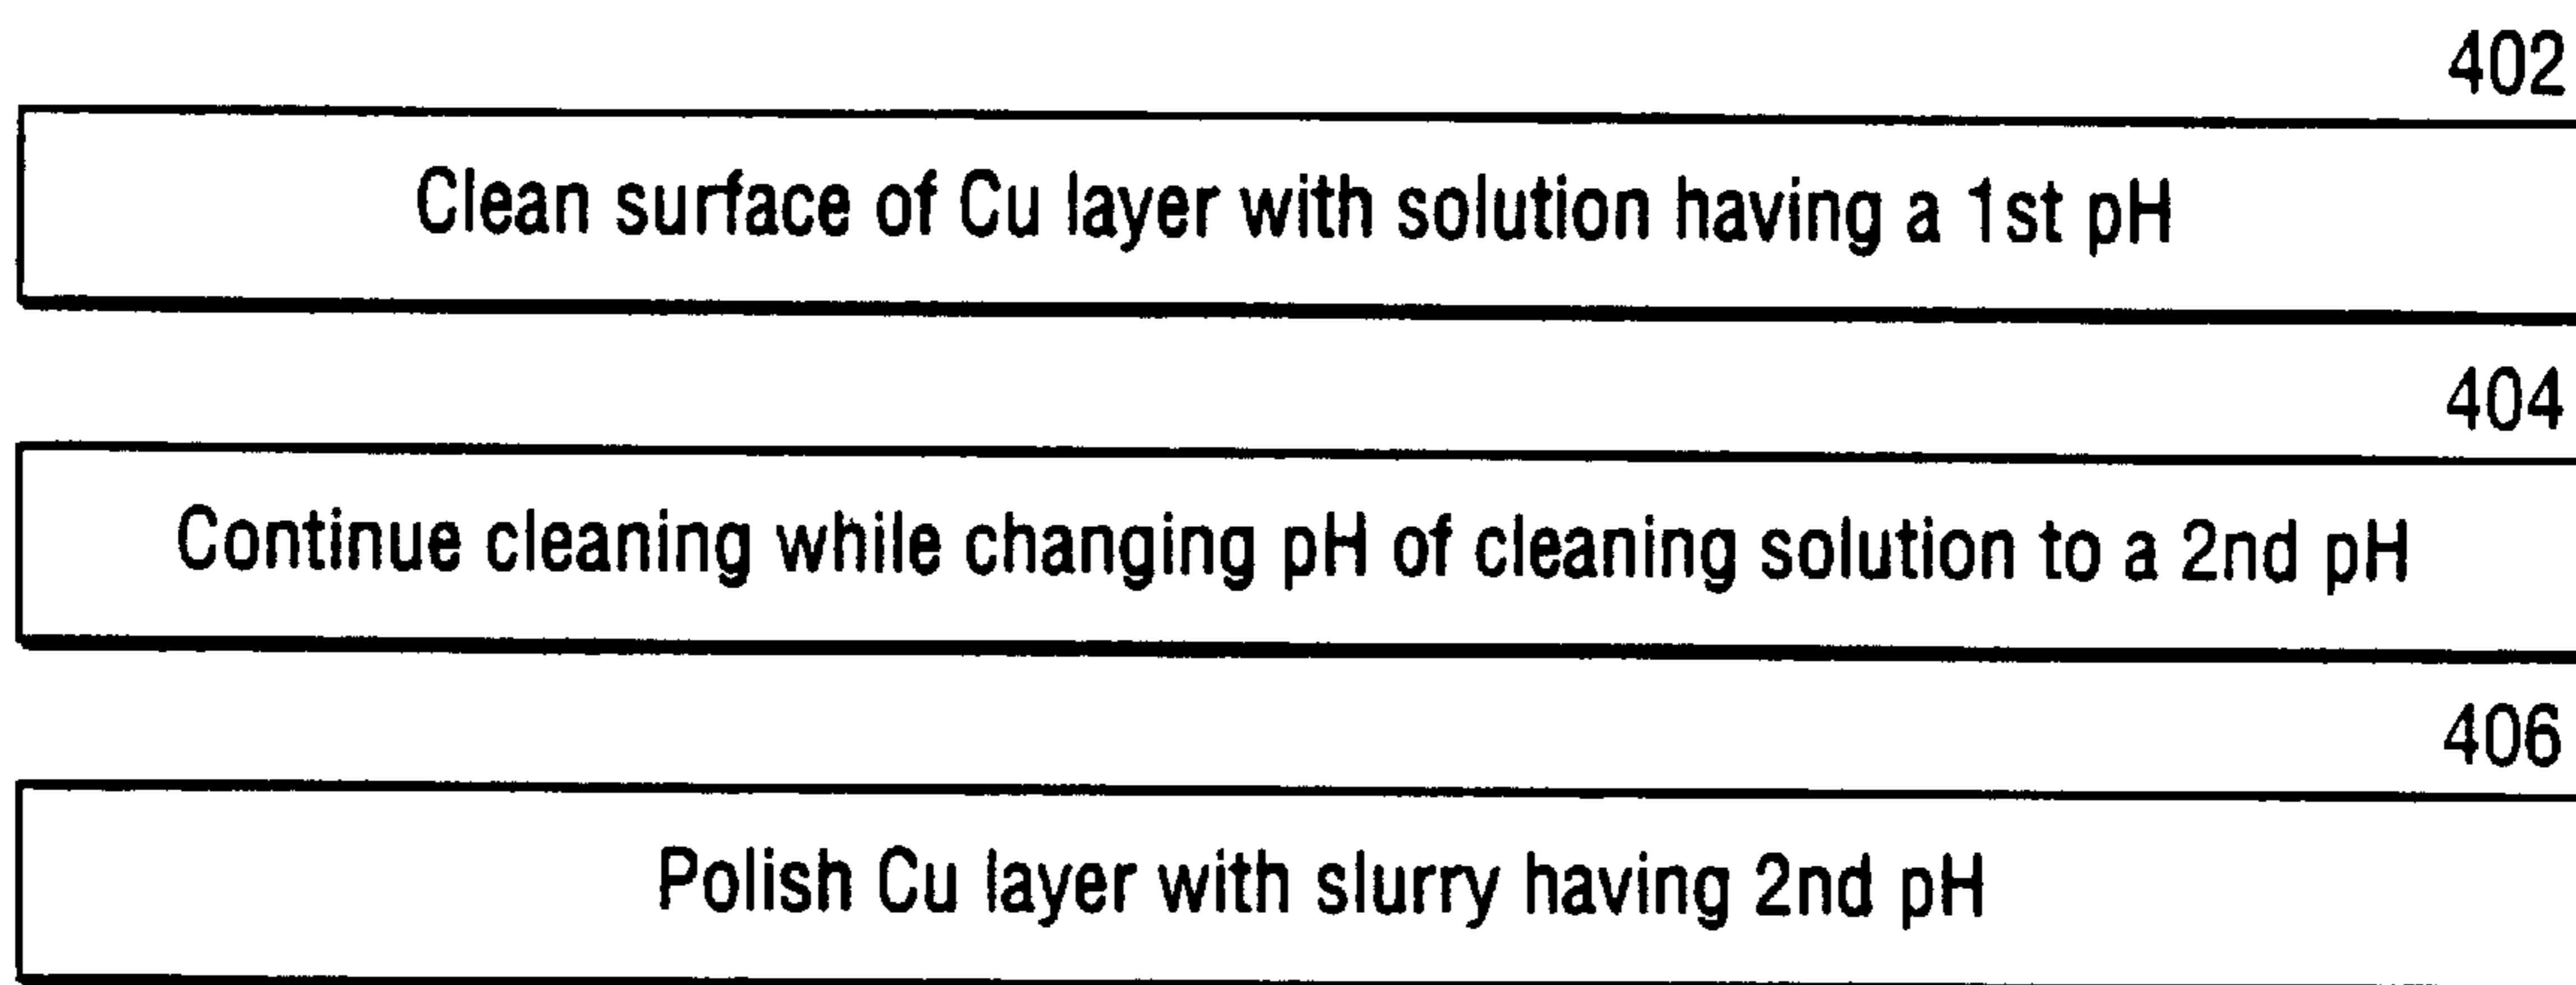 402
Clean surface of Cu layer with solution having a 1st pH
404
Continue cleaning while changing pH of cleaning solution to a 2nd pH
406
Polish Cu layer with slurry having 2nd pH